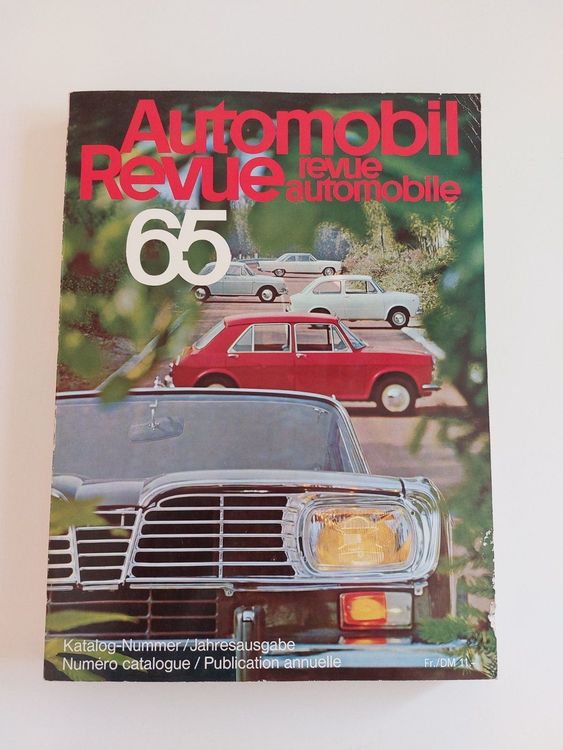 Automobil
Revue revue
automobile
65
Katalog-Nummer/Jahresausgabe
Numéro catalogue / Publication annuelle
Fr./DM 11.-